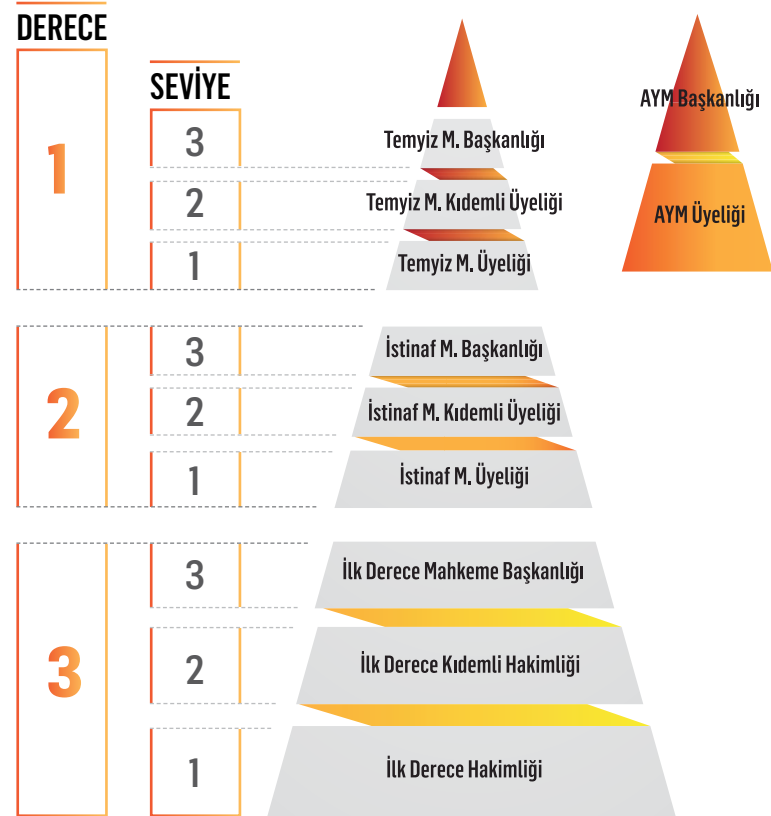 DERECE
SEVİYE
1
3
Temyiz M. Başkanlığı
2
Temyiz M. Kıdemli Üyeliği
1
Temyiz M. Üyeliği
AYM Başkanlığı
AYM Üyeliği
2
3
İstinaf M. Başkanlığı
2
İstinaf M. Kıdemli Üyeliği
1
İstinaf M. Üyeliği
3
3
İlk Derece Mahkeme Başkanlığı
2
İlk Derece Kıdemli Hakimliği
1
İlk Derece Hakimliği